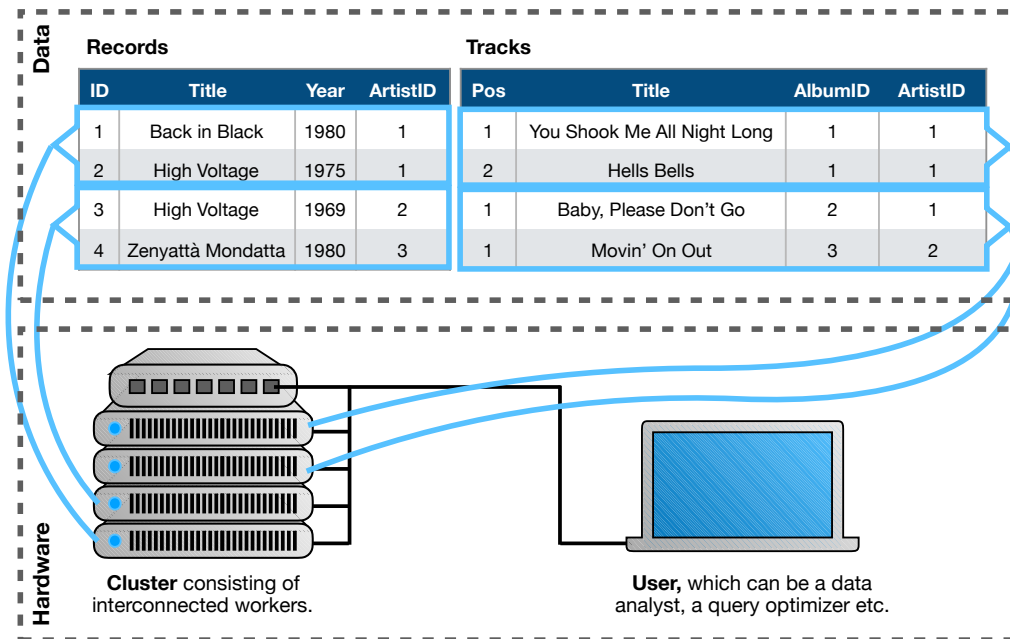 Data
Records
ID Title Year ArtistID
1 Back in Black 1980 1
2 High Voltage 1975 1
3 High Voltage 1969 2
4 Zenyattà Mondatta 1980 3
Tracks
Pos Title AlbumID ArtistID
1 You Shook Me All Night Long 1 1
2 Hells Bells 1 1
1 Baby, Please Don’t Go 2 1
1 Movin’ On Out 3 2
Hardware
Cluster consisting of
interconnected workers.
User, which can be a data
analyst, a query optimizer etc.